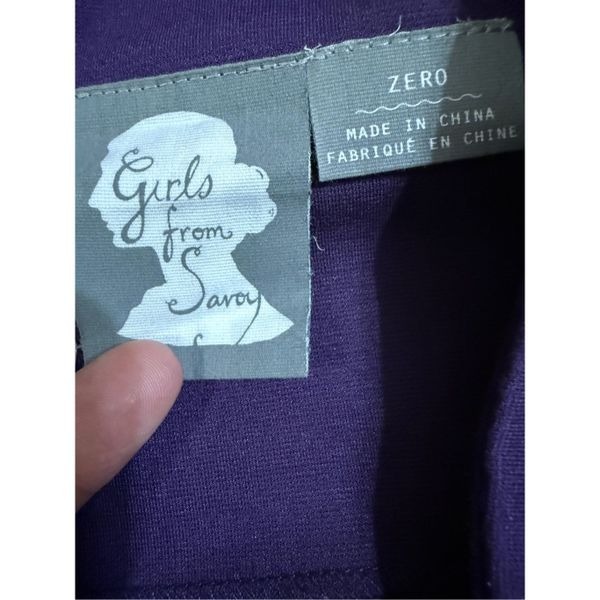 Girls
from
Savoy
ZERO
MADE IN CHINA
FABRIQUÉ EN CHINE